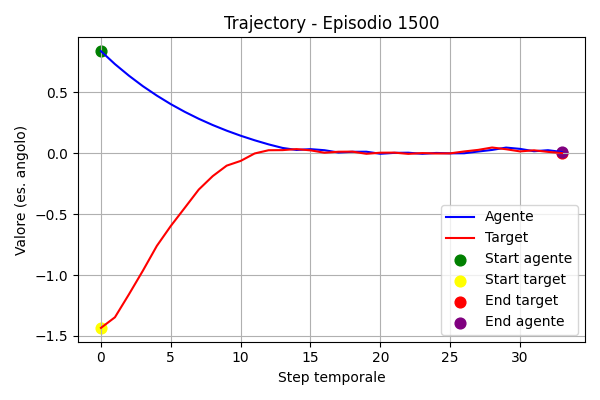 Trajectory - Episodio 1500
Valore (es. angolo)
0.5
0.0
−0.5
−1.0
−1.5
Agente
Target
Start agente
Start target
End target
End agente
0 5 10 15 20 25 30
Step temporale